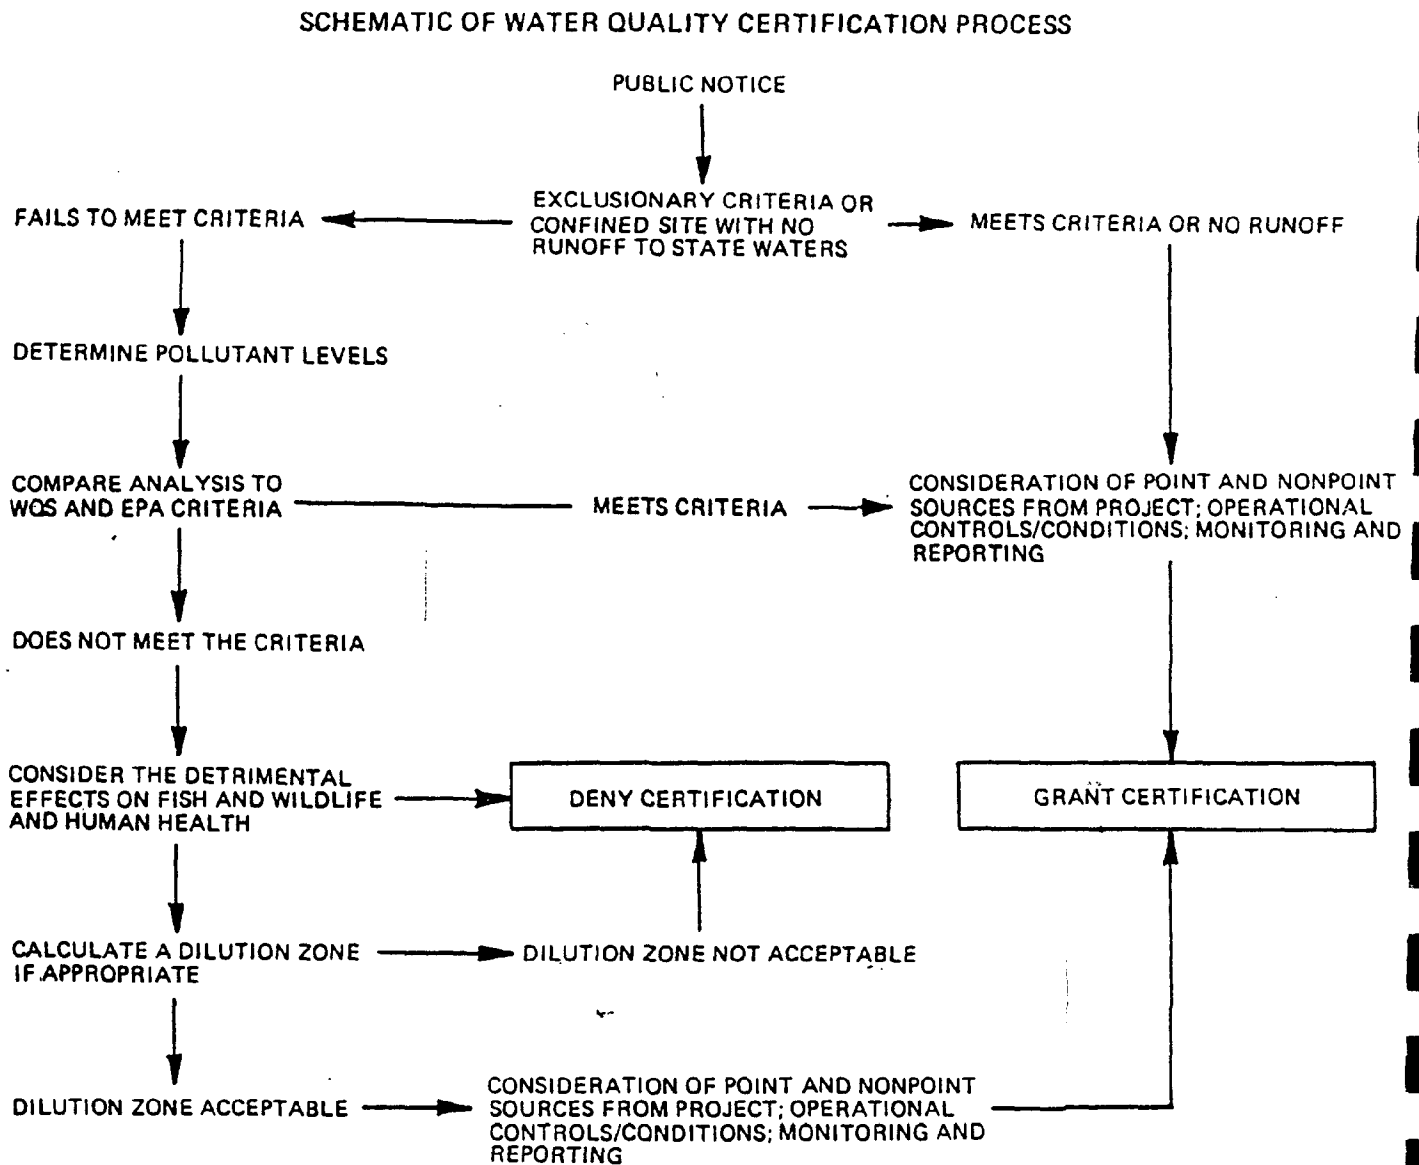 SCHEMATIC OF WATER QUALITY CERTIFICATION PROCESS
PUBLIC NOTICE
FAILS TO MEET CRITERIA
EXCLUSIONARY CRITERIA OR
CONFINED SITE WITH NO
RUNOFF TO STATE WATERS
MEETS CRITERIA OR NO RUNOFF
DETERMINE POLLUTANT LEVELS
COMPARE ANALYSIS TO
WQS AND EPA CRITERIA
MEETS CRITERIA
CONSIDERATION OF POINT AND NONPOINT
SOURCES FROM PROJECT; OPERATIONAL
CONTROLS/CONDITIONS; MONITORING AND
REPORTING
DOES NOT MEET THE CRITERIA
CONSIDER THE DETRIMENTAL
EFFECTS ON FISH AND WILDLIFE
AND HUMAN HEALTH
DENY CERTIFICATION
GRANT CERTIFICATION
CALCULATE A DILUTION ZONE
IF APPROPRIATE
DILUTION ZONE NOT ACCEPTABLE
DILUTION ZONE ACCEPTABLE
CONSIDERATION OF POINT AND NONPOINT
SOURCES FROM PROJECT; OPERATIONAL
CONTROLS/CONDITIONS; MONITORING AND
REPORTING